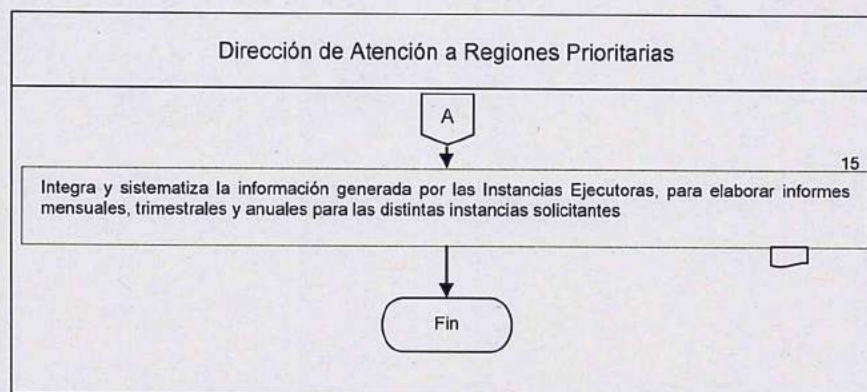 Dirección de Atención a Regiones Prioritarias
A
15
Integra y sistematiza la información generada por las Instancias Ejecutoras, para elaborar informes
mensuales, trimestrales y anuales para las distintas instancias solicitantes
Fin